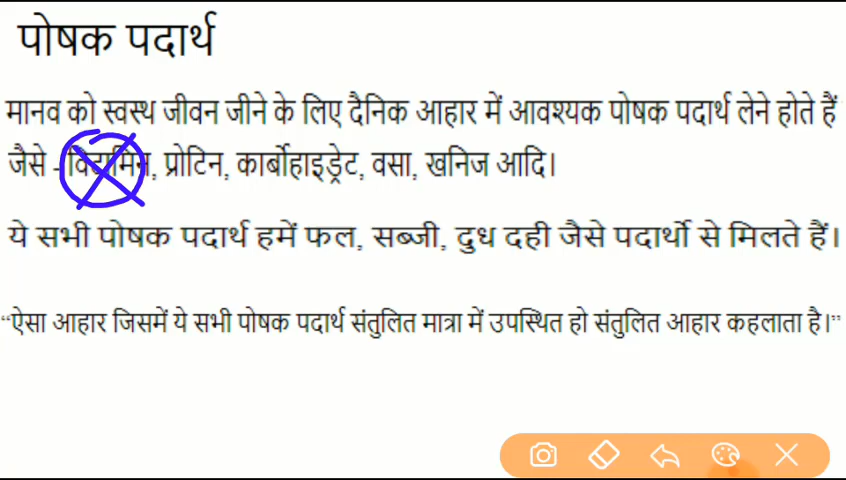 पोषक पदार्थ
मानव को स्वस्थ जीवन जीने के लिए दैनिक आहार में आवश्यक पोषक पदार्थ लेने होते हैं
जैसे - विटामिन, प्रोटिन, कार्बोहाइड्रेट, वसा, खनिज आदि।
ये सभी पोषक पदार्थ हमें फल, सब्जी, दुध दही जैसे पदार्थो से मिलते हैं।
“ऐसा आहार जिसमें ये सभी पोषक पदार्थ संतुलित मात्रा में उपस्थित हो संतुलित आहार कहलाता है।”